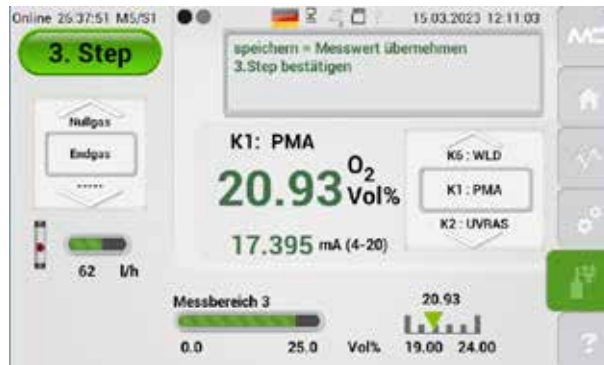 Online 26:37:51 M5/S1
15.03.2023 12:11:03
3. Step
speichern = Messwert übernehmen
3.Step bestätigen
Nullgas
Endgas
-----
62 l/h
K1: PMA
20.93 O2 Vol%
17.395 mA (4-20)
K6 : WLD
K1 : PMA
K2 : UVRAS
Messbereich 3
0.0 25.0 Vol%
20.93
19.00 24.00
MC
?